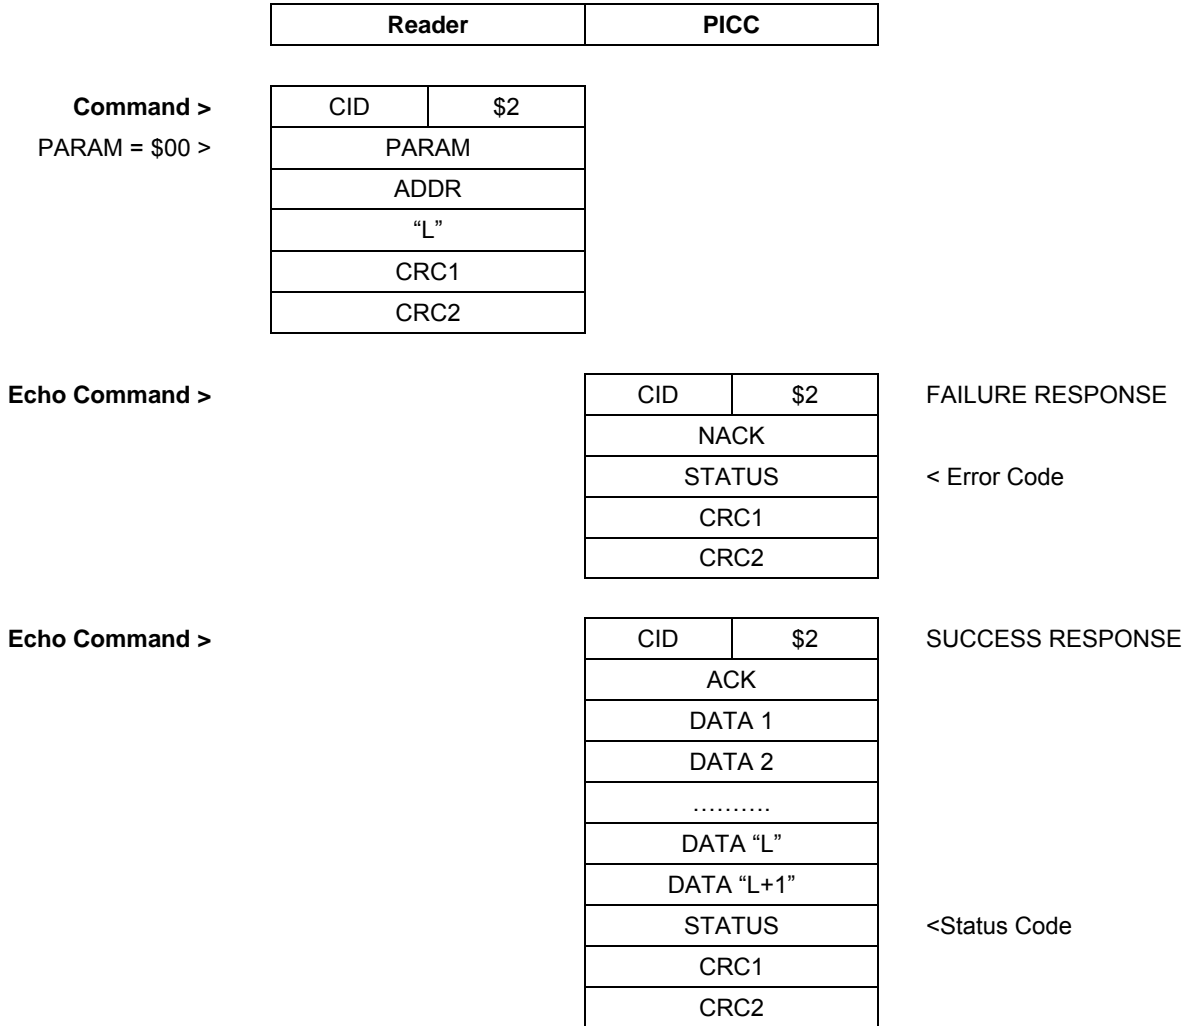 Reader PICC
Command > CID $2
PARAM = $00 > PARAM
ADDR
“L”
CRC1
CRC2
Echo Command > CID $2 FAILURE RESPONSE
NACK
STATUS < Error Code
CRC1
CRC2
Echo Command > CID $2 SUCCESS RESPONSE
ACK
DATA 1
DATA 2
……….
DATA “L”
DATA “L+1”
STATUS <Status Code
CRC1
CRC2